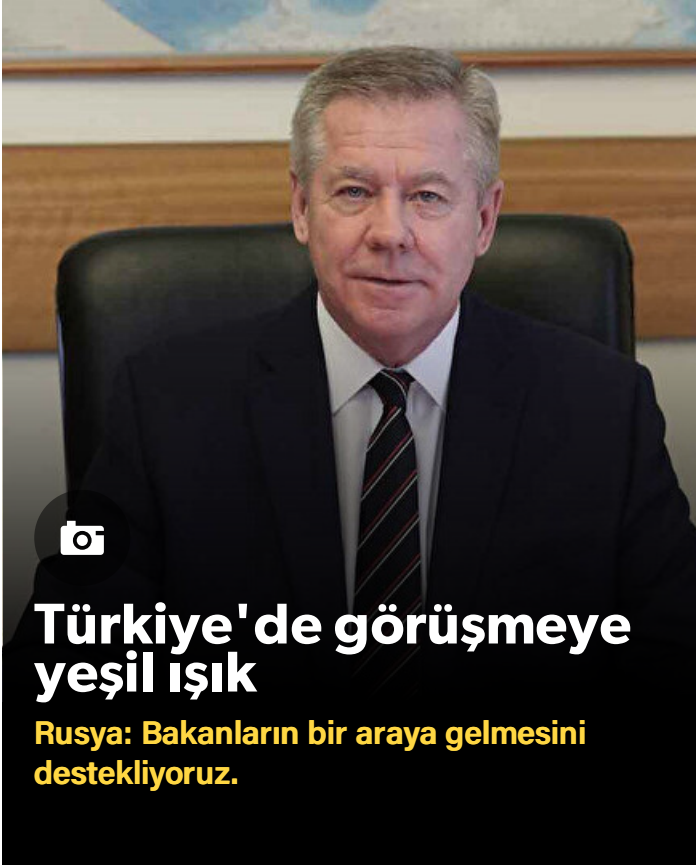 Türkiye'de görüşmeye
yeşil ışık
Rusya: Bakanların bir araya gelmesini
destekliyoruz.